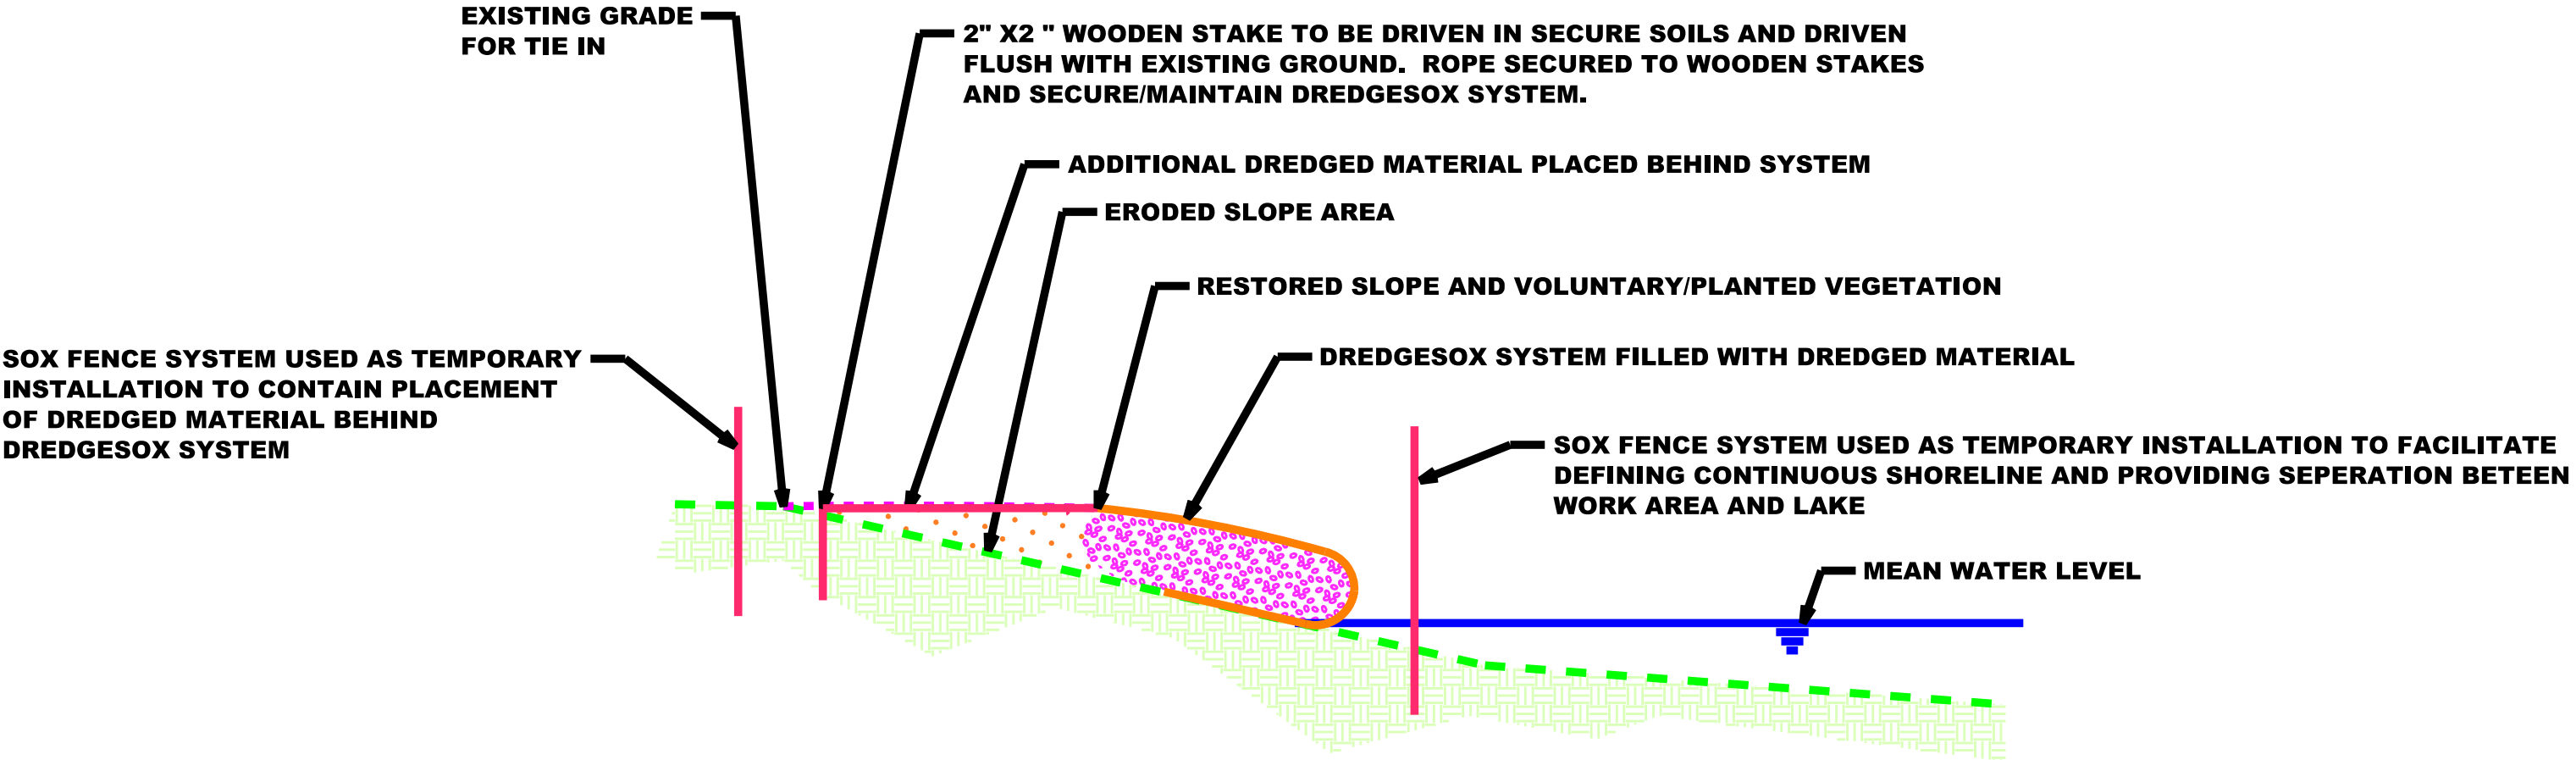 EXISTING GRADE
FOR TIE IN
2" X2 " WOODEN STAKE TO BE DRIVEN IN SECURE SOILS AND DRIVEN
FLUSH WITH EXISTING GROUND.  ROPE SECURED TO WOODEN STAKES
AND SECURE/MAINTAIN DREDGESOX SYSTEM.
ADDITIONAL DREDGED MATERIAL PLACED BEHIND SYSTEM
ERODED SLOPE AREA
RESTORED SLOPE AND VOLUNTARY/PLANTED VEGETATION
SOX FENCE SYSTEM USED AS TEMPORARY
INSTALLATION TO CONTAIN PLACEMENT
OF DREDGED MATERIAL BEHIND
DREDGESOX SYSTEM
DREDGESOX SYSTEM FILLED WITH DREDGED MATERIAL
SOX FENCE SYSTEM USED AS TEMPORARY INSTALLATION TO FACILITATE
DEFINING CONTINUOUS SHORELINE AND PROVIDING SEPERATION BETEEN
WORK AREA AND LAKE
MEAN WATER LEVEL